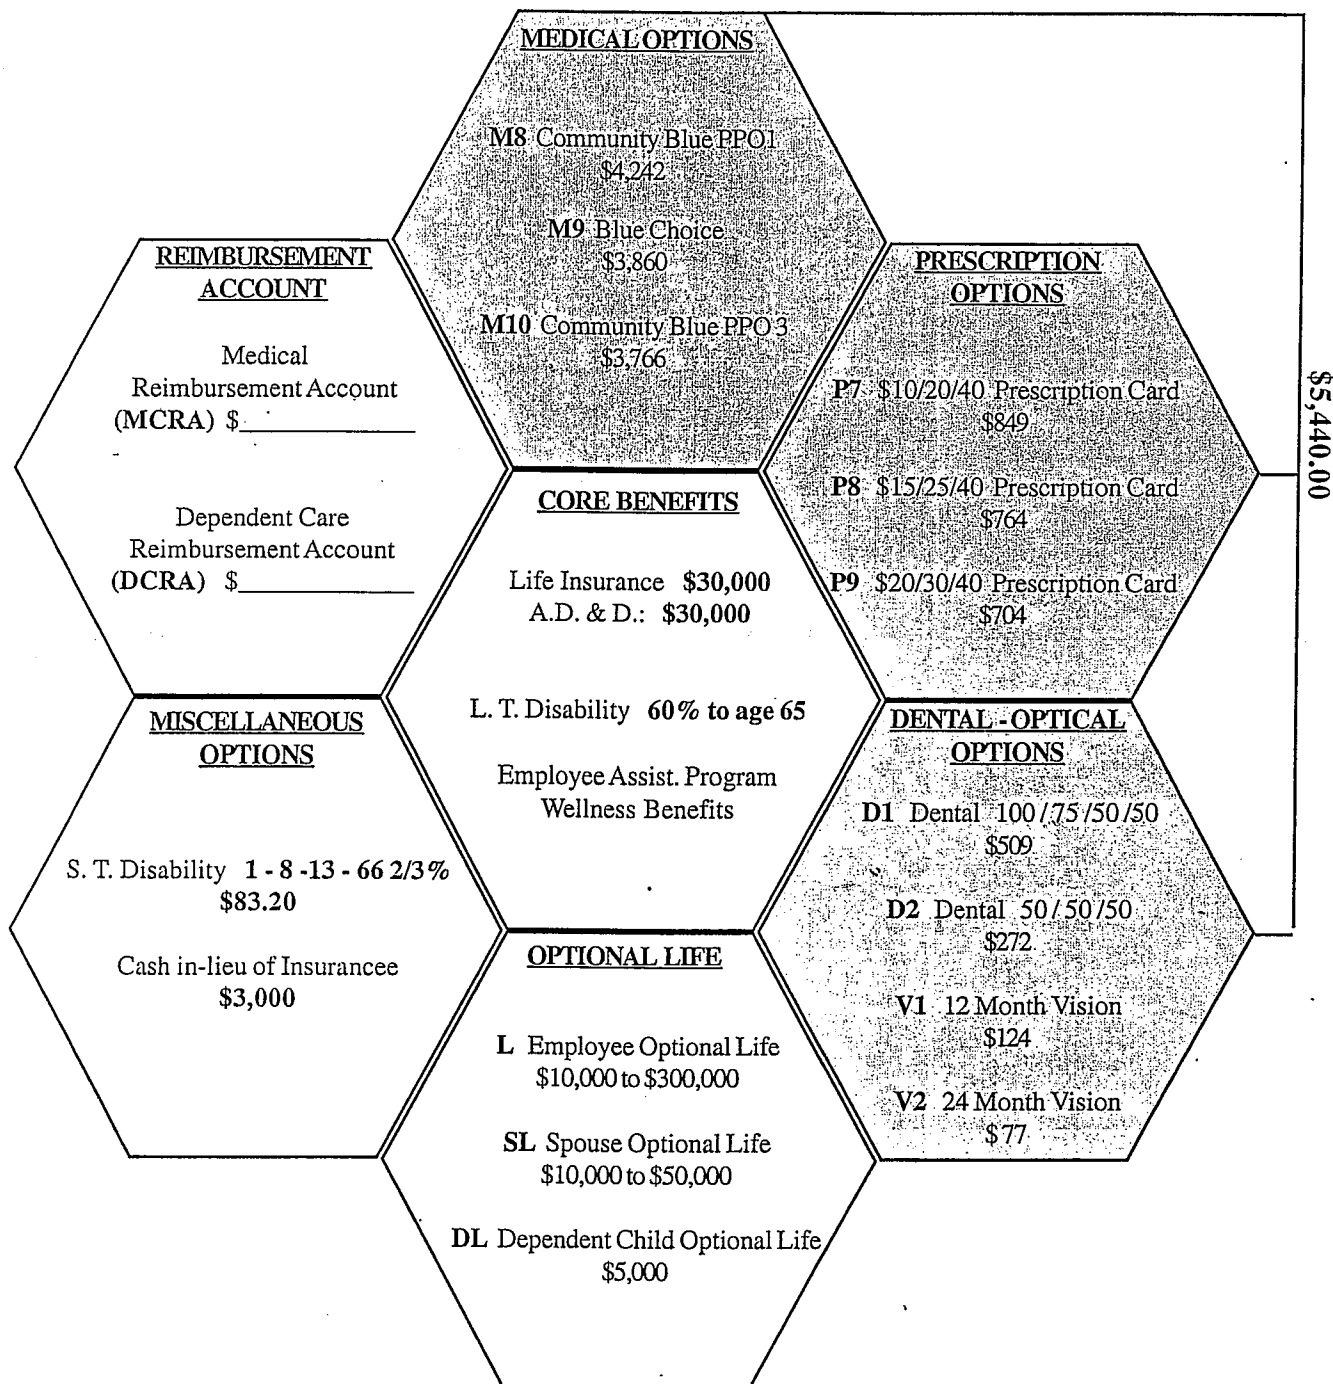 MEDICAL OPTIONS
M8 Community Blue PPO1
$4,242
M9 Blue Choice
$3,860
M10 Community Blue PPO 3
$3,766
REIMBURSEMENT
ACCOUNT
Medical
Reimbursement Account
(MCRA) $
Dependent Care
Reimbursement Account
(DCRA) $
PRESCRIPTION
OPTIONS
P7 $10/20/40 Prescription Card
$849
P8 $15/25/40 Prescription Card
$764
P9 $20/30/40 Prescription Card
$704
$5,440.00
CORE BENEFITS
Life Insurance $30,000
A.D. & D.: $30,000
L. T. Disability 60% to age 65
Employee Assist. Program
Wellness Benefits
MISCELLANEOUS
OPTIONS
S. T. Disability 1 - 8 -13 - 66 2/3%
$83.20
Cash in-lieu of Insurancee
$3,000
DENTAL - OPTICAL
OPTIONS
D1 Dental 100 / 75 /50 /50
$509
D2 Dental 50 / 50 /50
$272
V1 12 Month Vision
$124
V2 24 Month Vision
$ 77
OPTIONAL LIFE
L Employee Optional Life
$10,000 to $300,000
SL Spouse Optional Life
$10,000 to $50,000
DL Dependent Child Optional Life
$5,000